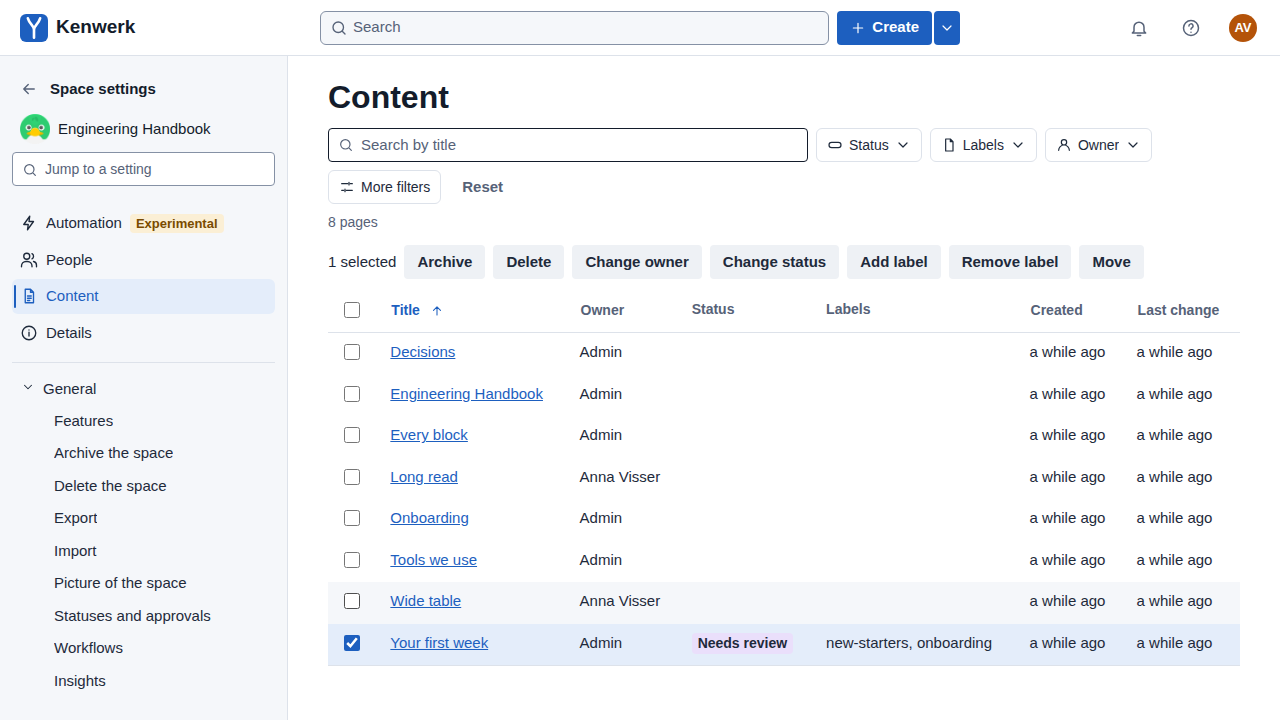 Kenwerk
Search
Create
AV
Space settings
Engineering Handbook
Jump to a setting
Automation Experimental
People
Content
Details
General
Features
Archive the space
Delete the space
Export
Import
Picture of the space
Statuses and approvals
Workflows
Insights
Content
Search by title
Status
Labels
Owner
More filters
Reset
8 pages
1 selected Archive Delete Change owner Change status Add label Remove label Move
Title Owner Status Labels Created Last change
Decisions Admin a while ago a while ago
Engineering Handbook Admin a while ago a while ago
Every block Admin a while ago a while ago
Long read Anna Visser a while ago a while ago
Onboarding Admin a while ago a while ago
Tools we use Admin a while ago a while ago
Wide table Anna Visser a while ago a while ago
Your first week Admin Needs review new-starters, onboarding a while ago a while ago